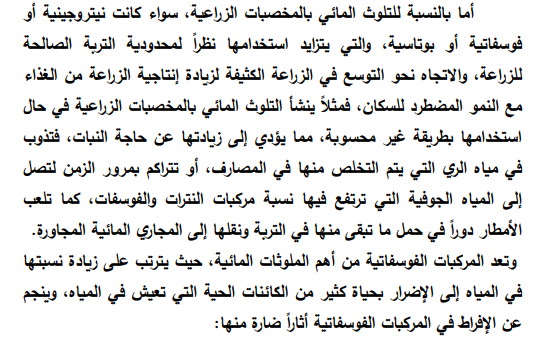 أما بالنسبة للتلوث المائي بالمخصبات الزراعية، سواء كانت نيتروجينية أو
فوسفاتية أو بوتاسية، والتي يتزايد استخدامها نظراً لمحدودية التربة الصالحة
للزراعة، والاتجاه نحو التوسع في الزراعة الكثيفة لزيادة إنتاجية الزراعة من الغذاء
مع النمو المضطرد للسكان، فمثلاً ينشأ التلوث المائي بالمخصبات الزراعية في حال
استخدامها بطريقة غير محسوبة، مما يؤدي إلى زيادتها عن حاجة النبات، فتذوب
في مياه الري التي يتم التخلص منها في المصارف، أو تتراكم بمرور الزمن لتصل
إلى المياه الجوفية التي ترتفع فيها نسبة مركبات النترات والفوسفات، كما تلعب
الأمطار دوراً في حمل ما تبقى منها في التربة ونقلها إلى المجاري المائية المجاورة.
وتعد المركبات الفوسفاتية من أهم الملوثات المائية، حيث يترتب على زيادة نسبتها
في المياه إلى الإضرار بحياة كثير من الكائنات الحية التي تعيش في المياه، وينجم
عن الإفراط في المركبات الفوسفاتية أثاراً ضارة منها: